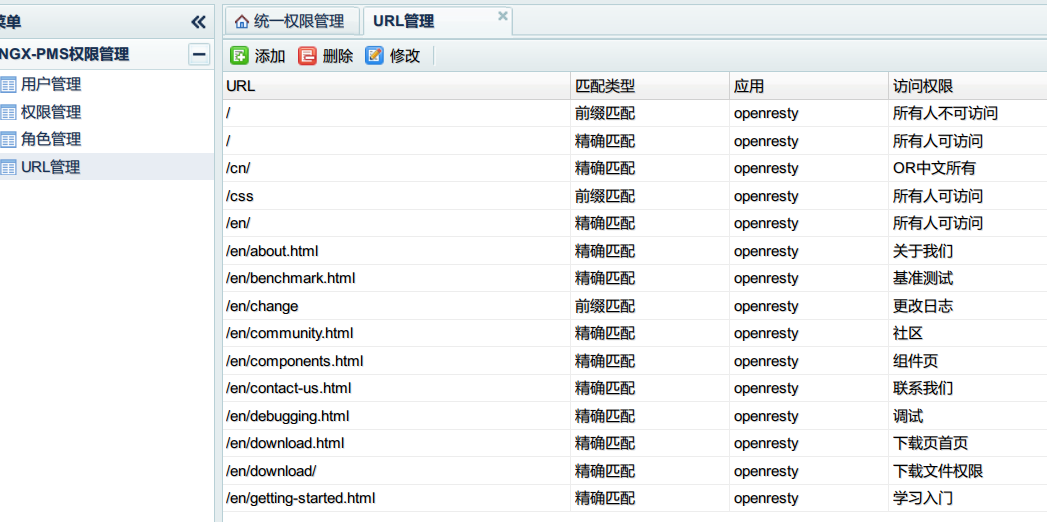 菜单
统一权限管理 URL管理
NGX-PMS权限管理
添加 删除 修改
用户管理
权限管理
角色管理
URL管理
URL 匹配类型 应用 访问权限
/ 前缀匹配 openresty 所有人不可访问
/ 精确匹配 openresty 所有人可访问
/cn/ 精确匹配 openresty OR中文所有
/css 前缀匹配 openresty 所有人可访问
/en/ 精确匹配 openresty 所有人可访问
/en/about.html 精确匹配 openresty 关于我们
/en/benchmark.html 精确匹配 openresty 基准测试
/en/change 前缀匹配 openresty 更改日志
/en/community.html 精确匹配 openresty 社区
/en/components.html 精确匹配 openresty 组件页
/en/contact-us.html 精确匹配 openresty 联系我们
/en/debugging.html 精确匹配 openresty 调试
/en/download.html 精确匹配 openresty 下载页首页
/en/download/ 精确匹配 openresty 下载文件权限
/en/getting-started.html 精确匹配 openresty 学习入门